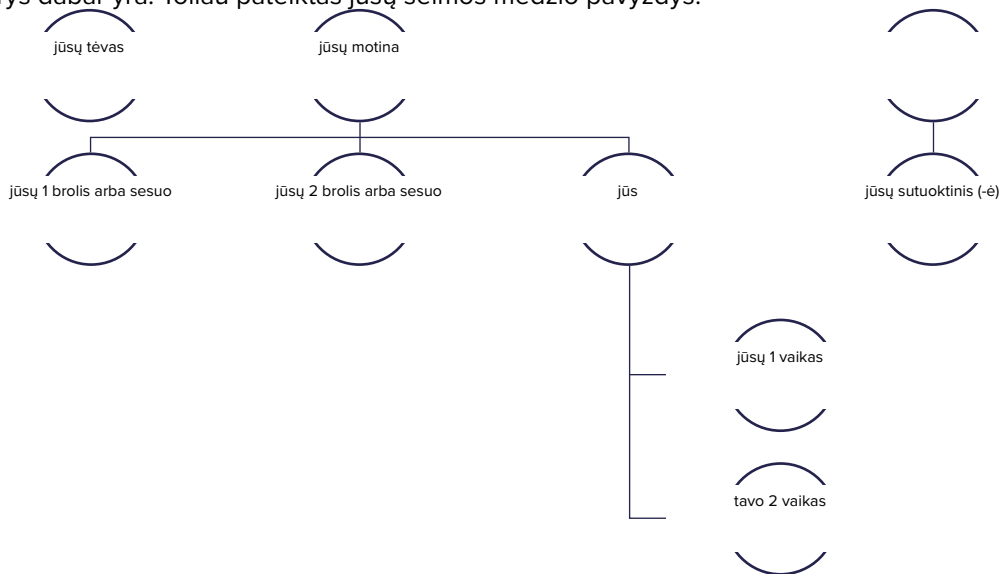 dabar yra. Toliau pateiktas jūsų šeimos medžio pavyzdys.
jūsų tėvas
jūsų motina
jūsų 1 brolis arba sesuo
jūsų 2 brolis arba sesuo
jūs
jūsų sutuoktinis (-ė)
jūsų 1 vaikas
tavo 2 vaikas